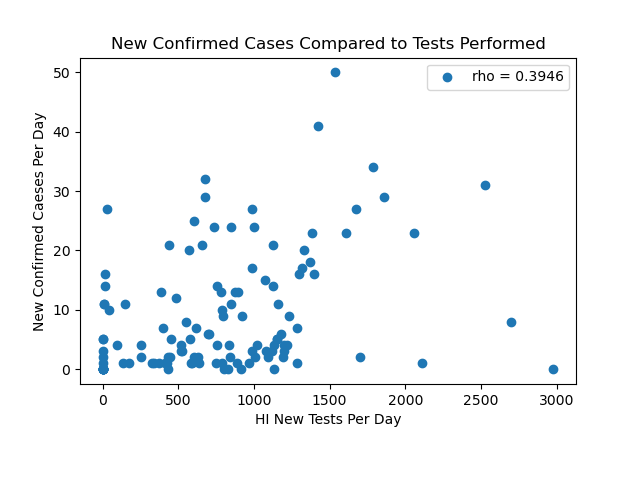 New Confirmed Cases Compared to Tests Performed
rho = 0.3946
50
40
30
20
10
0
New Confirmed Caeses Per Day
0 500 1000 1500 2000 2500 3000
HI New Tests Per Day